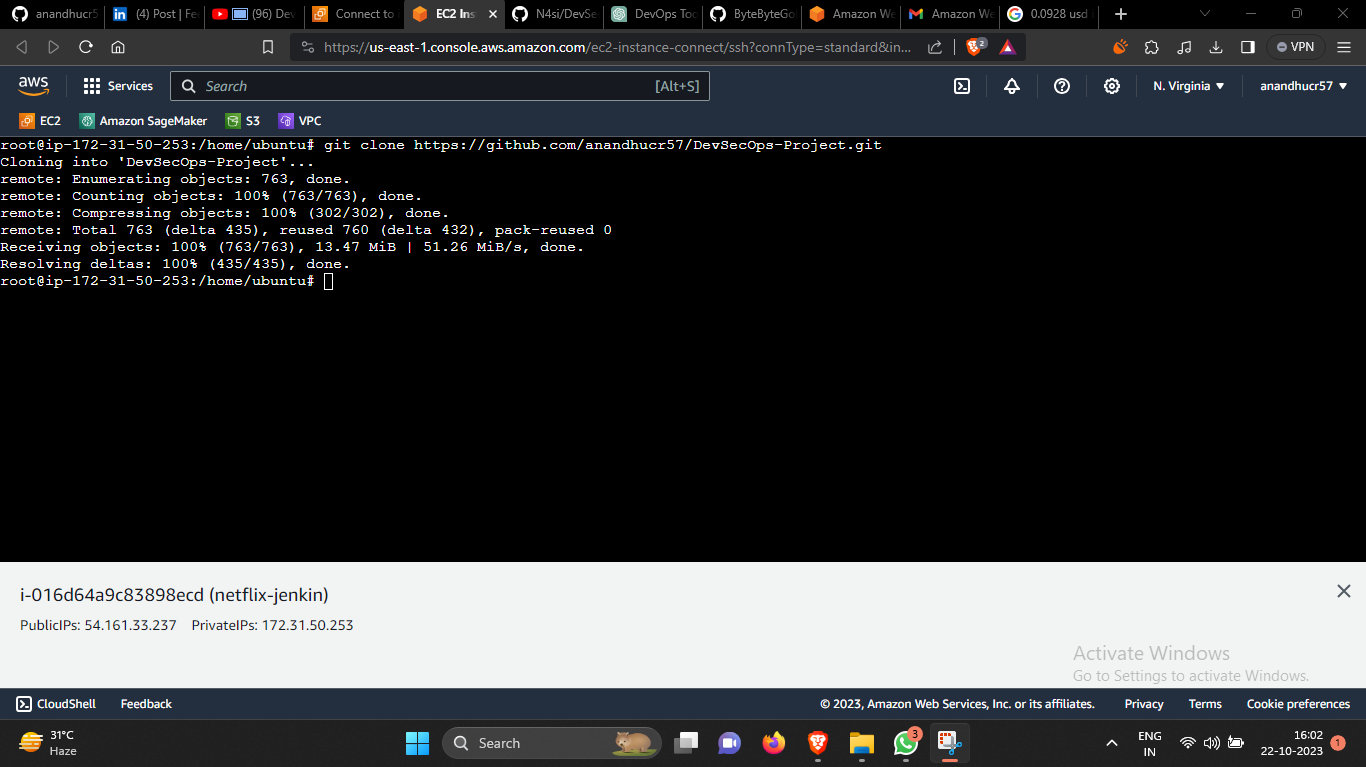 anandhucr5
(4) Post | Fe
(96) Dev
Connect to
EC2 Ins
N4si/DevSe
DevOps Too
ByteByteGo
Amazon We
Amazon We
0.0928 usd
https://us-east-1.console.aws.amazon.com/ec2-instance-connect/ssh?connType=standard&in...
2
VPN
aws
Services
Search
[Alt+S]
N. Virginia
anandhucr57
EC2
Amazon SageMaker
S3
VPC
root@ip-172-31-50-253:/home/ubuntu# git clone https://github.com/anandhucr57/DevSecOps-Project.git
Cloning into 'DevSecOps-Project'...
remote: Enumerating objects: 763, done.
remote: Counting objects: 100% (763/763), done.
remote: Compressing objects: 100% (302/302), done.
remote: Total 763 (delta 435), reused 760 (delta 432), pack-reused 0
Receiving objects: 100% (763/763), 13.47 MiB | 51.26 MiB/s, done.
Resolving deltas: 100% (435/435), done.
root@ip-172-31-50-253:/home/ubuntu#
i-016d64a9c83898ecd (netflix-jenkin)
PublicIPs: 54.161.33.237 PrivateIPs: 172.31.50.253
Activate Windows
Go to Settings to activate Windows.
CloudShell
Feedback
© 2023, Amazon Web Services, Inc. or its affiliates.
Privacy
Terms
Cookie preferences
31°C
Haze
Search
3
ENG
IN
16:02
22-10-2023
1